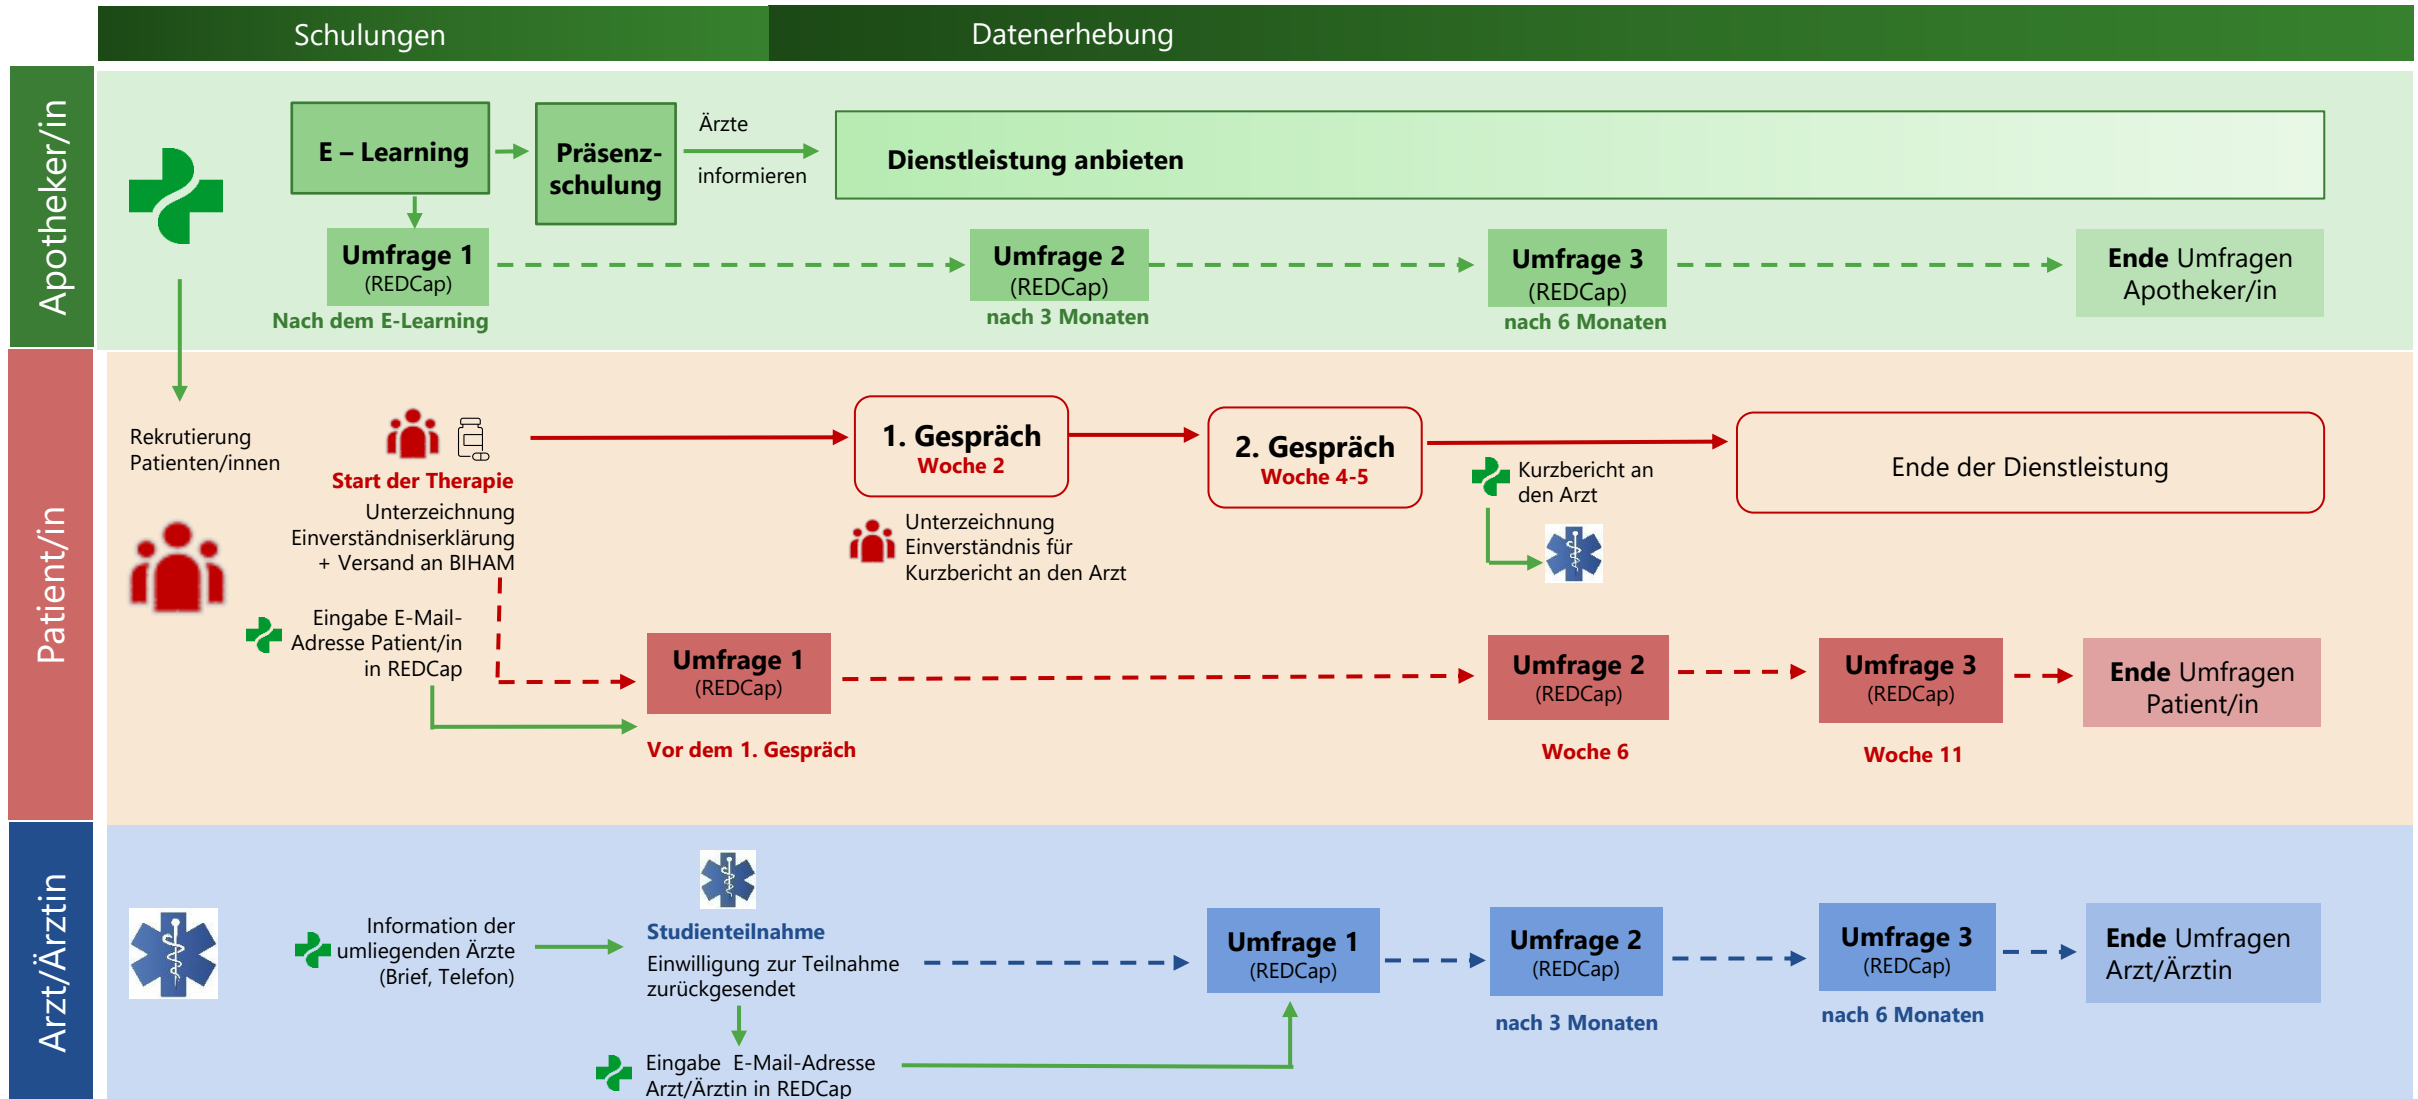 Schulungen
Datenerhebung
Apotheker/in
E – Learning
Präsenz-
schulung
Ärzte
informieren
Dienstleistung anbieten
Umfrage 1
(REDCap)
Nach dem E-Learning
Umfrage 2
(REDCap)
nach 3 Monaten
Umfrage 3
(REDCap)
nach 6 Monaten
Ende Umfragen
Apotheker/in
Patient/in
Rekrutierung
Patienten/innen
Start der Therapie
Unterzeichnung
Einverständniserklärung
+ Versand an BIHAM
Eingabe E-Mail-
Adresse Patient/in
in REDCap
1. Gespräch
Woche 2
Unterzeichnung
Einverständnis für
Kurzbericht an den Arzt
2. Gespräch
Woche 4-5
Kurzbericht an
den Arzt
Ende der Dienstleistung
Umfrage 1
(REDCap)
Vor dem 1. Gespräch
Umfrage 2
(REDCap)
Woche 6
Umfrage 3
(REDCap)
Woche 11
Ende Umfragen
Patient/in
Arzt/Ärztin
Information der
umliegenden Ärzte
(Brief, Telefon)
Studienteilnahme
Einwilligung zur Teilnahme
zurückgesendet
Eingabe E-Mail-Adresse
Arzt/Ärztin in REDCap
Umfrage 1
(REDCap)
Umfrage 2
(REDCap)
nach 3 Monaten
Umfrage 3
(REDCap)
nach 6 Monaten
Ende Umfragen
Arzt/Ärztin